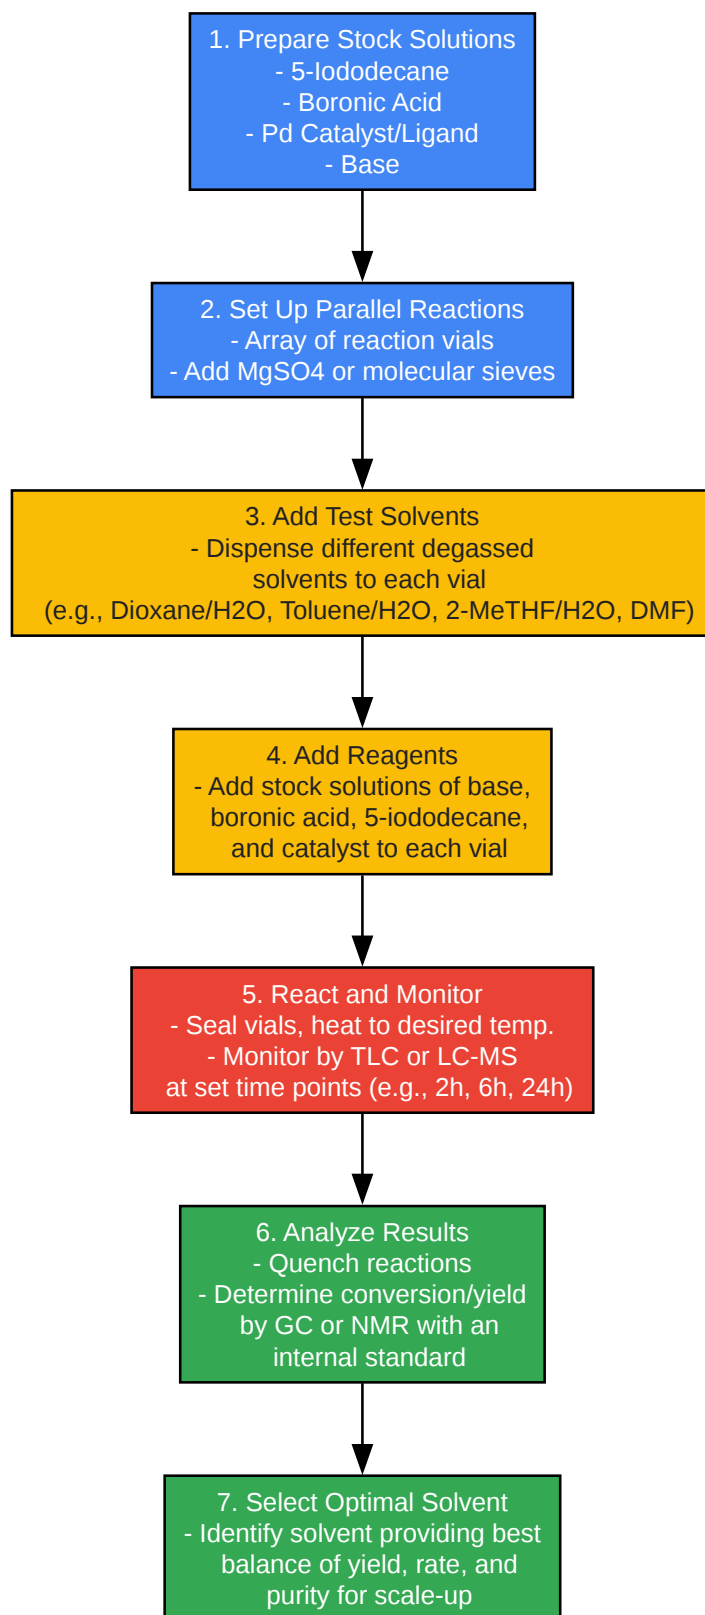 1. Prepare Stock Solutions
- 5-Iododecane
- Boronic Acid
- Pd Catalyst/Ligand
- Base
2. Set Up Parallel Reactions
- Array of reaction vials
- Add MgSO4 or molecular sieves
3. Add Test Solvents
- Dispense different degassed
solvents to each vial
(e.g., Dioxane/H2O, Toluene/H2O, 2-MeTHF/H2O, DMF)
4. Add Reagents
- Add stock solutions of base,
boronic acid, 5-iododecane,
and catalyst to each vial
5. React and Monitor
- Seal vials, heat to desired temp.
- Monitor by TLC or LC-MS
at set time points (e.g., 2h, 6h, 24h)
6. Analyze Results
- Quench reactions
- Determine conversion/yield
by GC or NMR with an
internal standard
7. Select Optimal Solvent
- Identify solvent providing best
balance of yield, rate, and
purity for scale-up